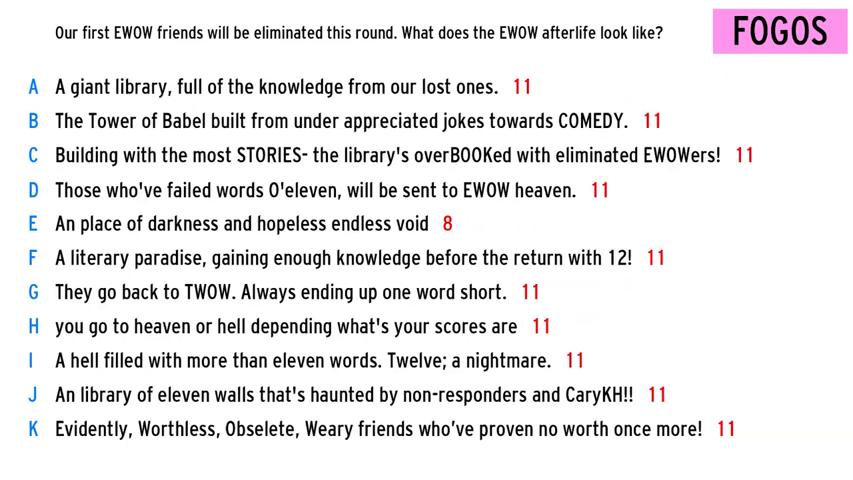 Our first EWOW friends will be eliminated this round. What does the EWOW afterlife look like?
FOGOS
A A giant library, full of the knowledge from our lost ones. 11
B The Tower of Babel built from under appreciated jokes towards COMEDY. 11
C Building with the most STORIES- the library's overBOOKed with eliminated EWOWers! 11
D Those who've failed words O'eleven, will be sent to EWOW heaven. 11
E An place of darkness and hopeless endless void 8
F A literary paradise, gaining enough knowledge before the return with 12! 11
G They go back to TWOW. Always ending up one word short. 11
H you go to heaven or hell depending what's your scores are 11
I A hell filled with more than eleven words. Twelve; a nightmare. 11
J An library of eleven walls that's haunted by non-responders and CaryKH!! 11
K Evidently, Worthless, Obselete, Weary friends who’ve proven no worth once more! 11